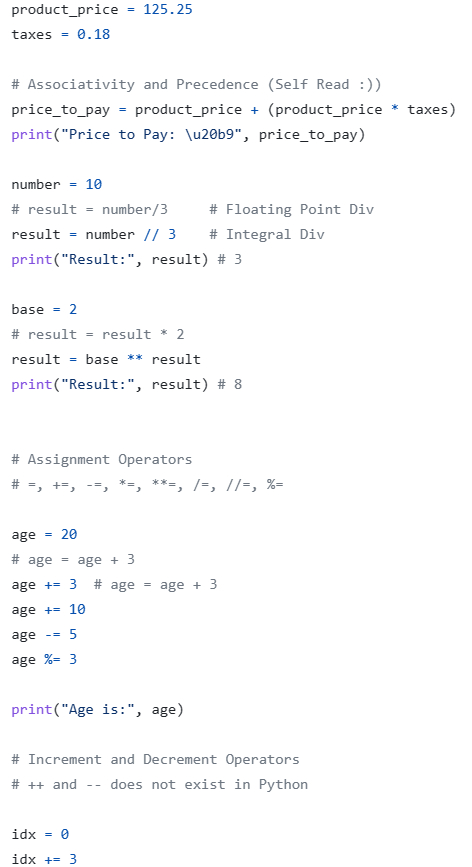 product_price = 125.25
taxes = 0.18
# Associativity and Precedence (Self Read :))
price_to_pay = product_price + (product_price * taxes)
print("Price to Pay: \u20b9", price_to_pay)
number = 10
# result = number/3     # Floating Point Div
result = number // 3    # Integral Div
print("Result:", result) # 3
base = 2
# result = result * 2
result = base ** result
print("Result:", result) # 8
# Assignment Operators
# =, +=, -=, *=, **=, /=, //=, %=
age = 20
# age = age + 3
age += 3  # age = age + 3
age += 10
age -= 5
age %= 3
print("Age is:", age)
# Increment and Decrement Operators
# ++ and -- does not exist in Python
idx = 0
idx += 3